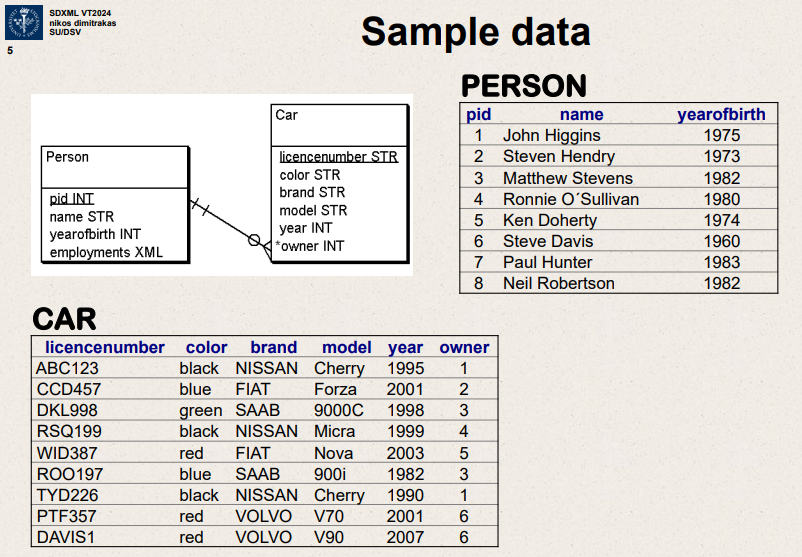 SDXML VT2024
nikos dimitrakas
SU/DSV
5
Sample data
Person
pid INT
name STR
yearofbirth INT
employments XML
Car
licencenumber STR
color STR
brand STR
model STR
year INT
*owner INT
PERSON
pid name yearofbirth
1 John Higgins 1975
2 Steven Hendry 1973
3 Matthew Stevens 1982
4 Ronnie O´Sullivan 1980
5 Ken Doherty 1974
6 Steve Davis 1960
7 Paul Hunter 1983
8 Neil Robertson 1982
CAR
licencenumber color brand model year owner
ABC123 black NISSAN Cherry 1995 1
CCD457 blue FIAT Forza 2001 2
DKL998 green SAAB 9000C 1998 3
RSQ199 black NISSAN Micra 1999 4
WID387 red FIAT Nova 2003 5
ROO197 blue SAAB 900i 1982 3
TYD226 black NISSAN Cherry 1990 1
PTF357 red VOLVO V70 2001 6
DAVIS1 red VOLVO V90 2007 6